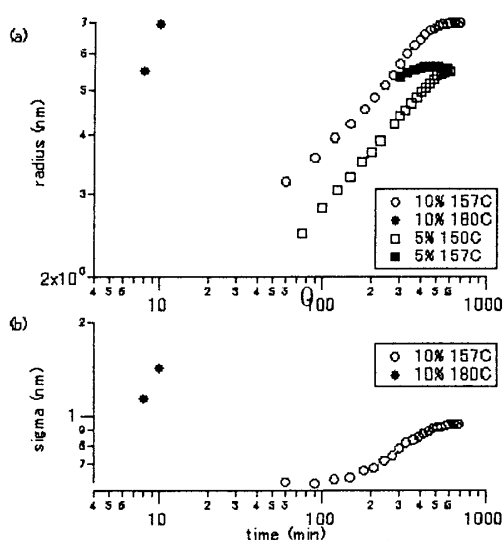 (a)
7
6
5
4
3
2x10⁶
radius (nm)
10% 157C
10% 180C
5% 150C
5% 157C
4 5 6 10 2 3 4 5 6 100 2 3 4 5 6 1000
(b)
2
1
9
8
7
sigma (nm)
10% 157C
10% 180C
4 5 6 10 2 3 4 5 6 100 2 3 4 5 6 1000
time (min)